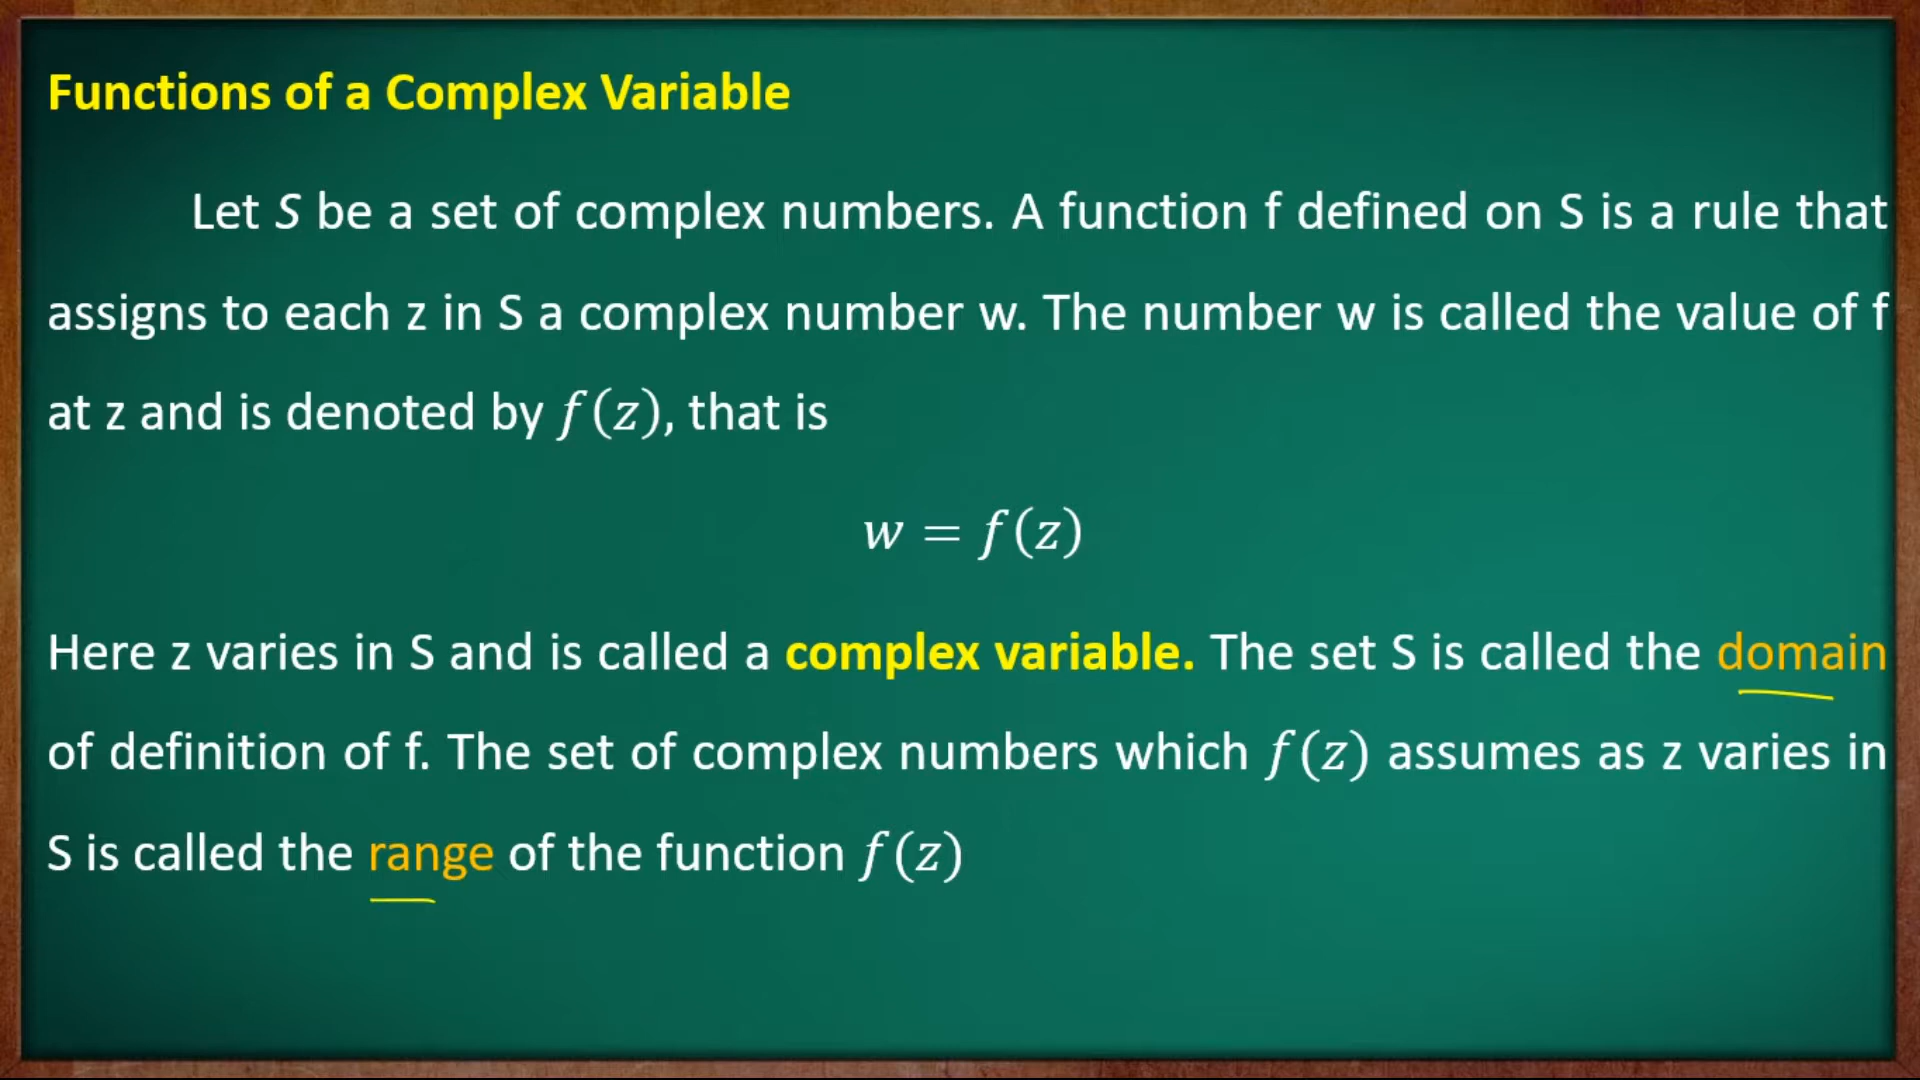 Functions of a Complex Variable
Let S be a set of complex numbers. A function f defined on S is a rule that
assigns to each z in S a complex number w. The number w is called the value of f
at z and is denoted by f(z), that is
w = f(z)
Here z varies in S and is called a complex variable. The set S is called the domain
of definition of f. The set of complex numbers which f(z) assumes as z varies in
S is called the range of the function f(z)